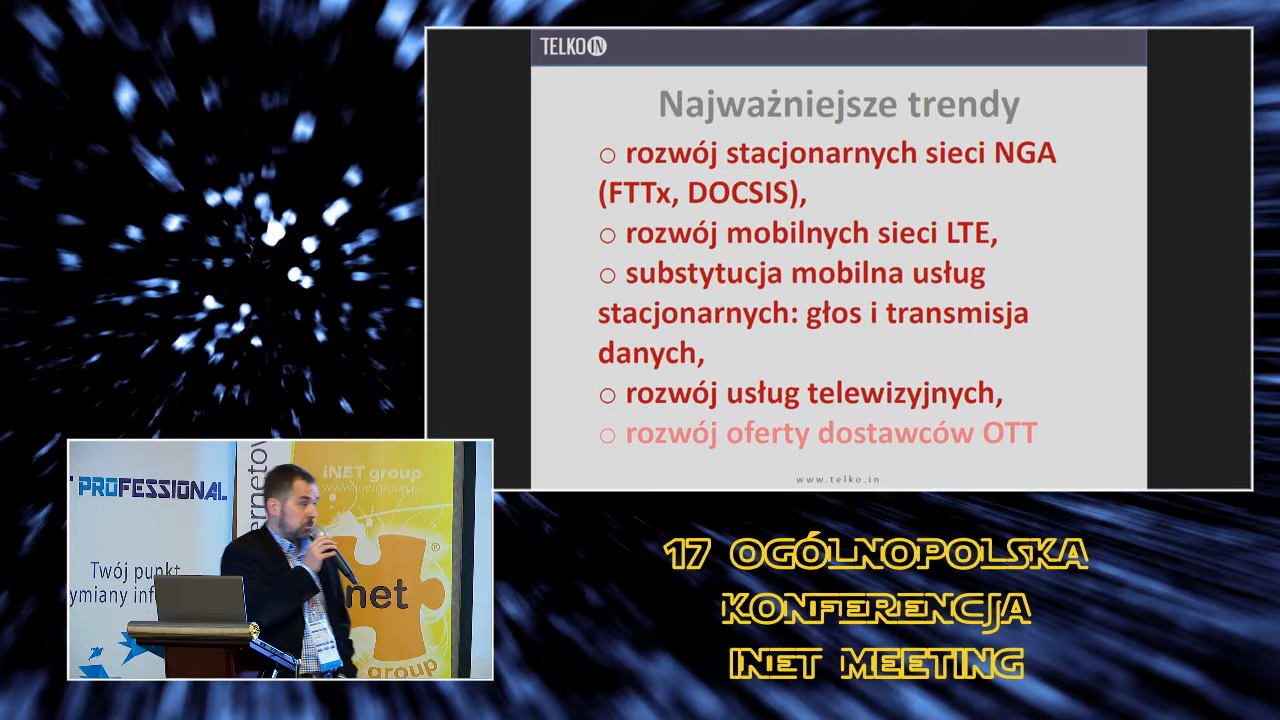 TELKO IN
Najważniejsze trendy
○ rozwój stacjonarnych sieci NGA
(FTTx, DOCSIS),
○ rozwój mobilnych sieci LTE,
○ substytucja mobilna usług
stacjonarnych: głos i transmisja
danych,
○ rozwój usług telewizyjnych,
○ rozwój oferty dostawców OTT
www.telko.in
PROFESSIONAL
Twój punkt
iNET group
net
group
®
17 OGÓLNOPOLSKA
KONFERENCJA
INET MEETING